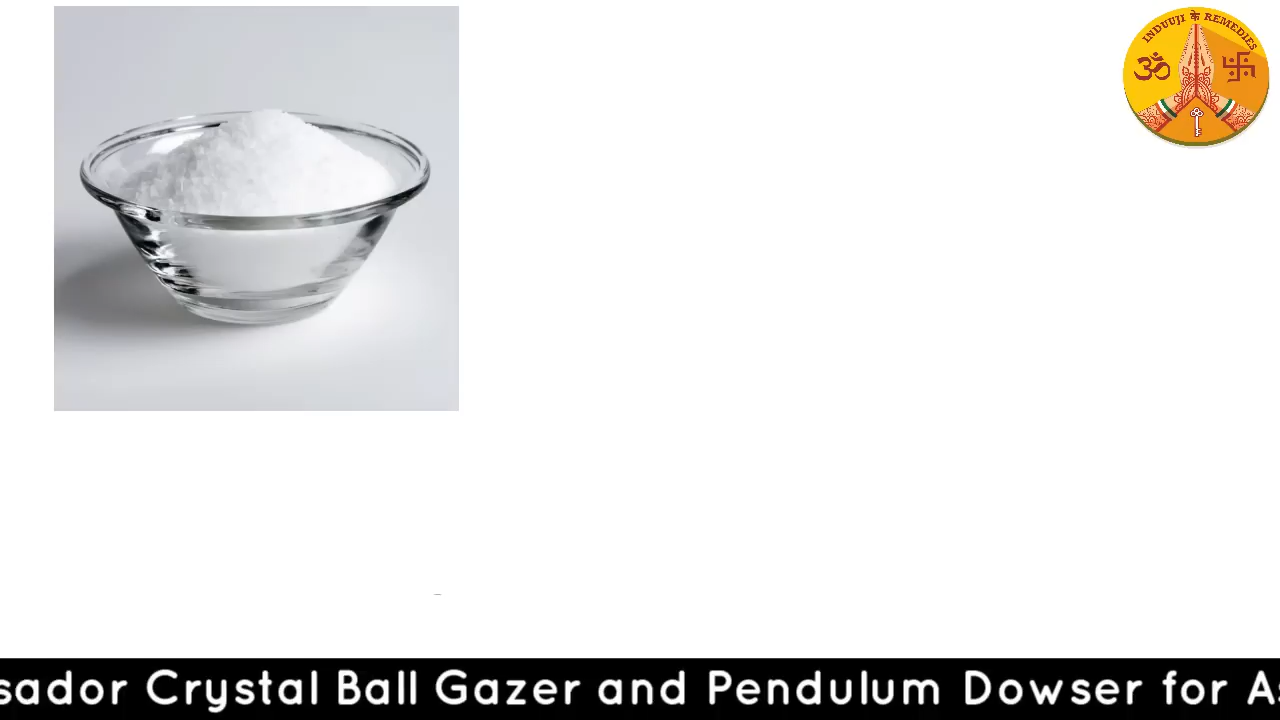 INDUUJI के REMEDIES
ॐ
sador Crystal Ball Gazer and Pendulum Dowser for As